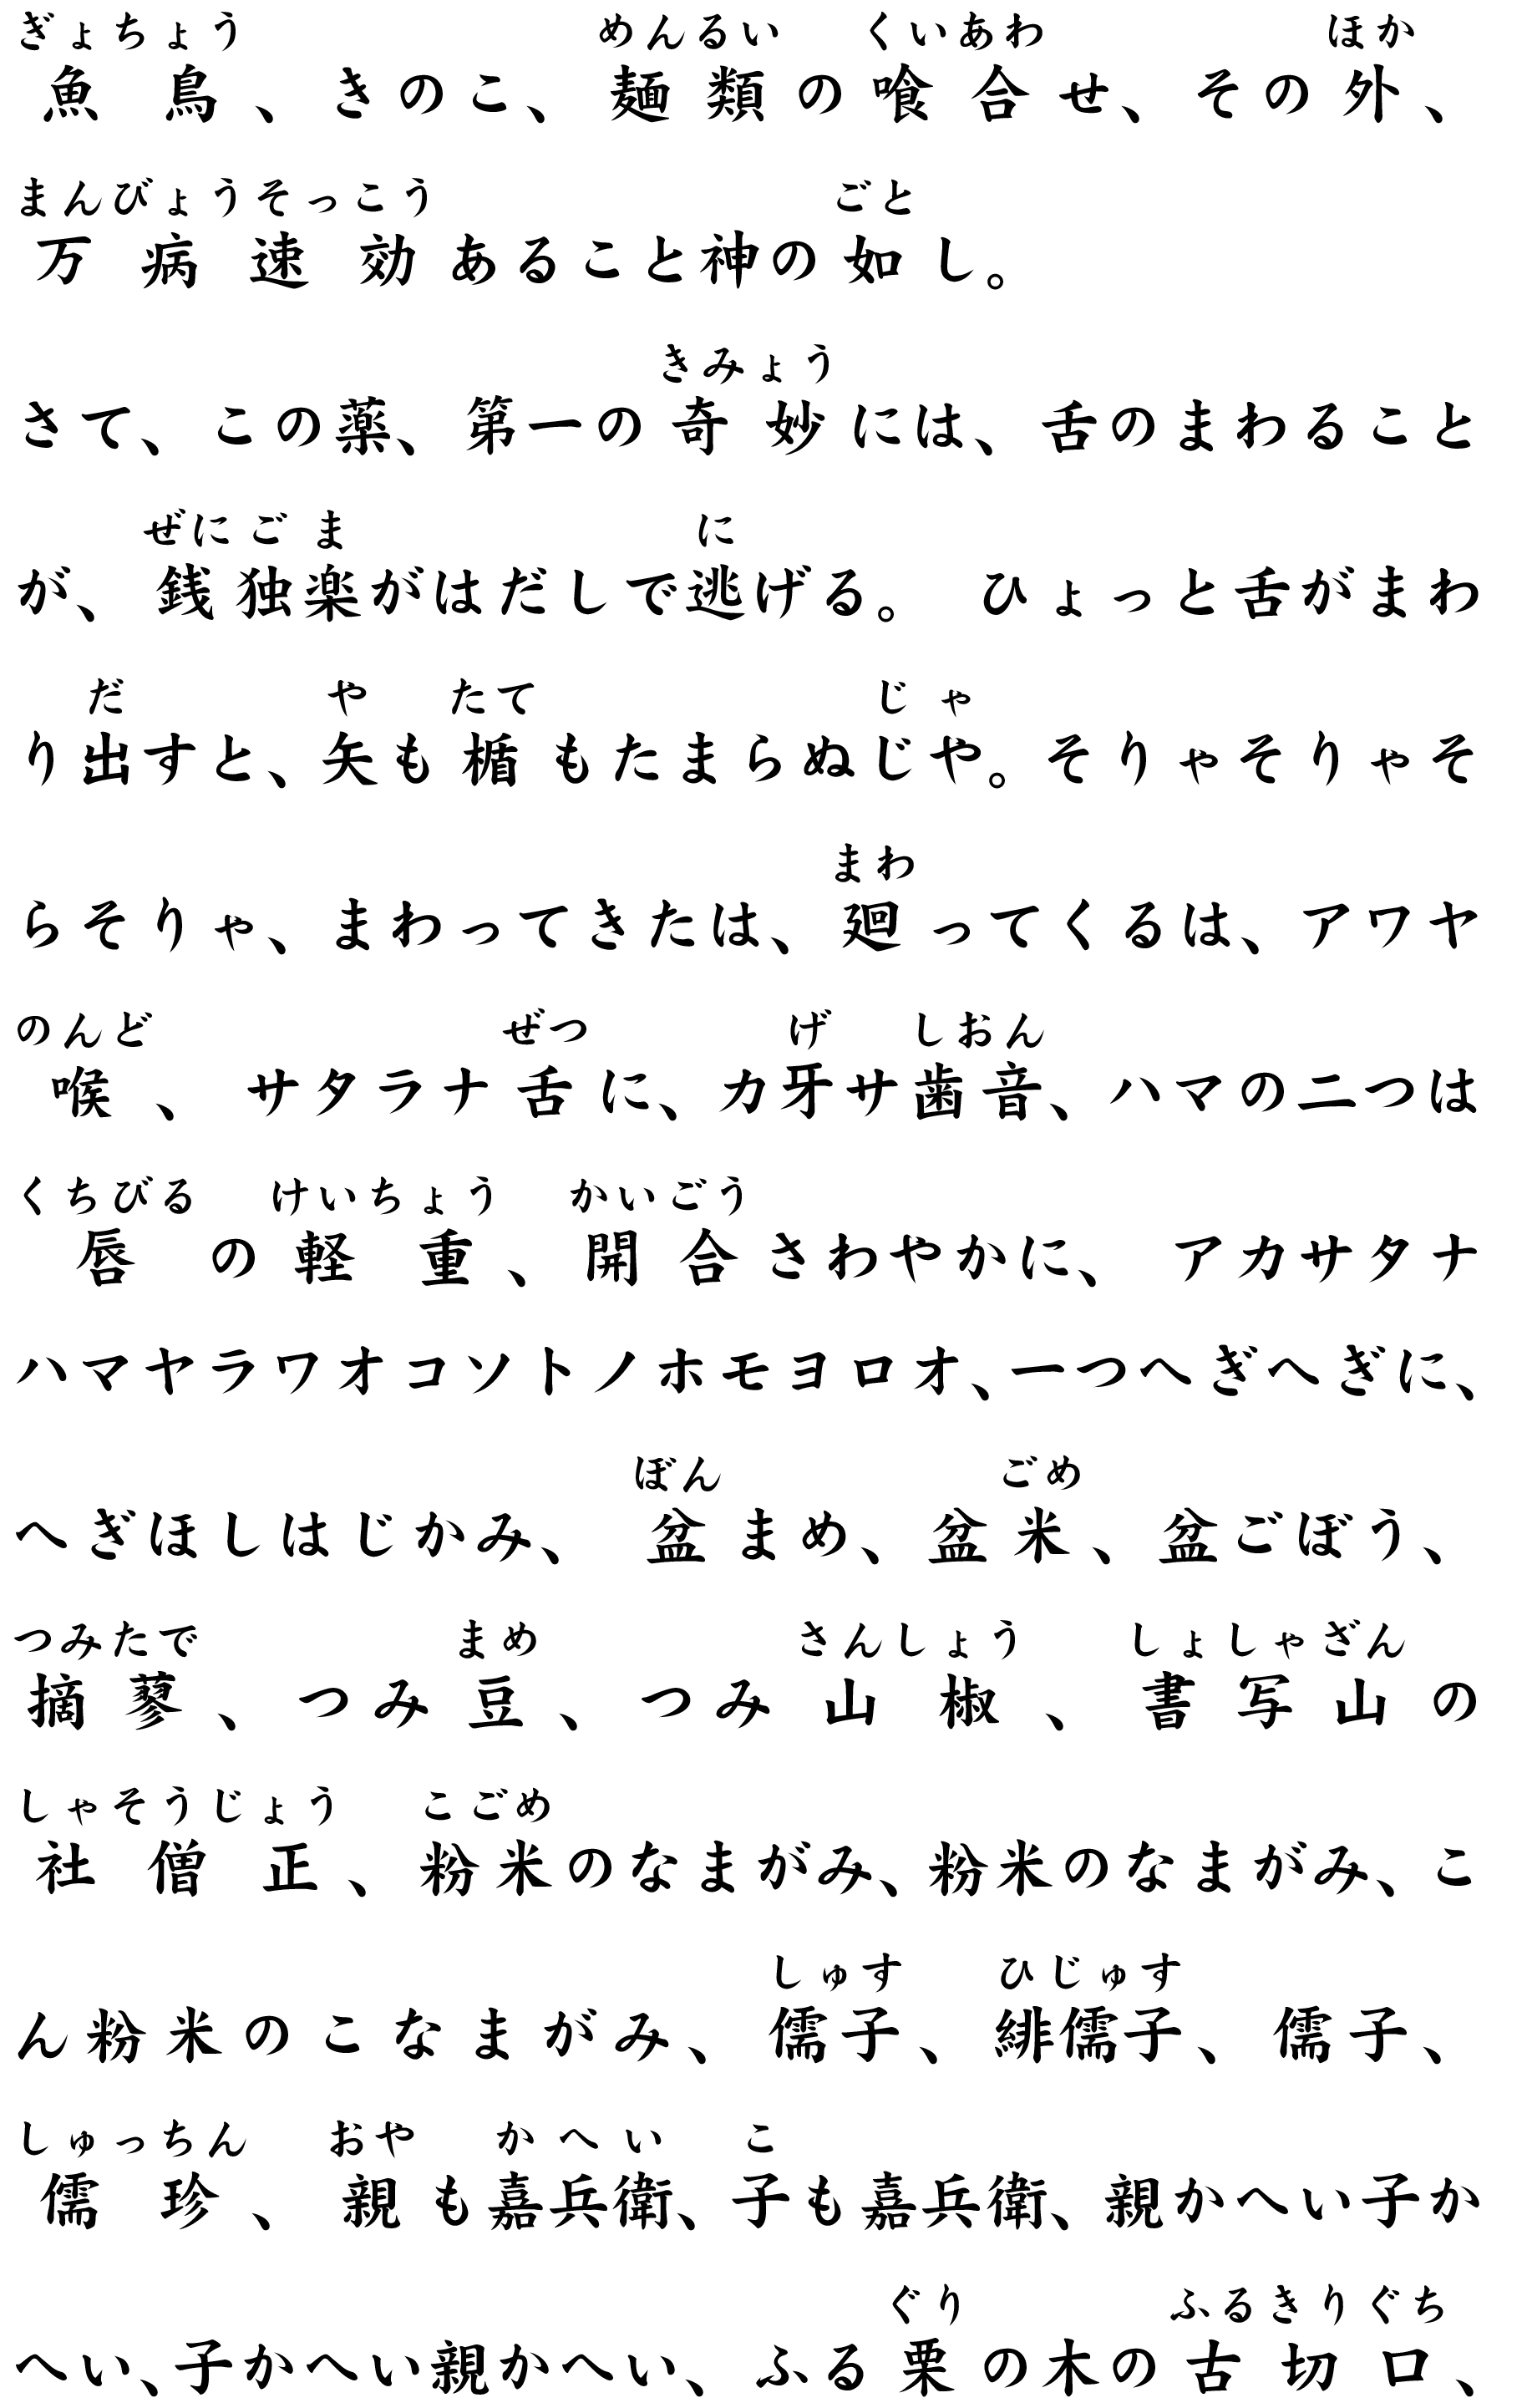 ぎょちょう めんるい くいあわ ほか
魚鳥、きのこ、麺類の喰合せ、その外、
まんびょうそっこう ごと
万病速効あること神の如し。
きみょう
さて、この薬、第一の奇妙には、舌のまわること
ぜにごま に
が、銭独楽がはだしで逃げる。 ひょっと舌がまわ
だ や たて じゃ
り出すと、矢も楯もたまらぬじや。そりゃそりゃそ
まわ
らそりゃ、まわってきたは、廻ってくるは、アワヤ
のんど ぜつ げ しおん
喉、サタラナ舌に、カ牙サ歯音、ハマの二つは
くちびる けいちょう かいごう
唇の軽重、開合さわやかに、 アカサタナ
ハマヤラワオコソトノホモヨロオ、一つへぎへぎに、
ぼん ごめ
へぎほしはじかみ、 盆まめ、盆米、盆ごぼう、
つみたで まめ さんしょう しょしゃざん
摘蓼、つみ豆、つみ山椒、書写山の
しゃそうじょう こごめ
社僧正、粉米のなまがみ、粉米のなまがみ、こ
しゅす ひじゅす
ん粉米のこなまがみ、儒子、緋儒子、儒子、
しゅっちん おや かへい こ
儒珍、親も嘉兵衛、子も嘉兵衛、親かへい子か
ぐり ふるきりぐち
へい、子かへい親かへい、ふる栗の木の古切口、